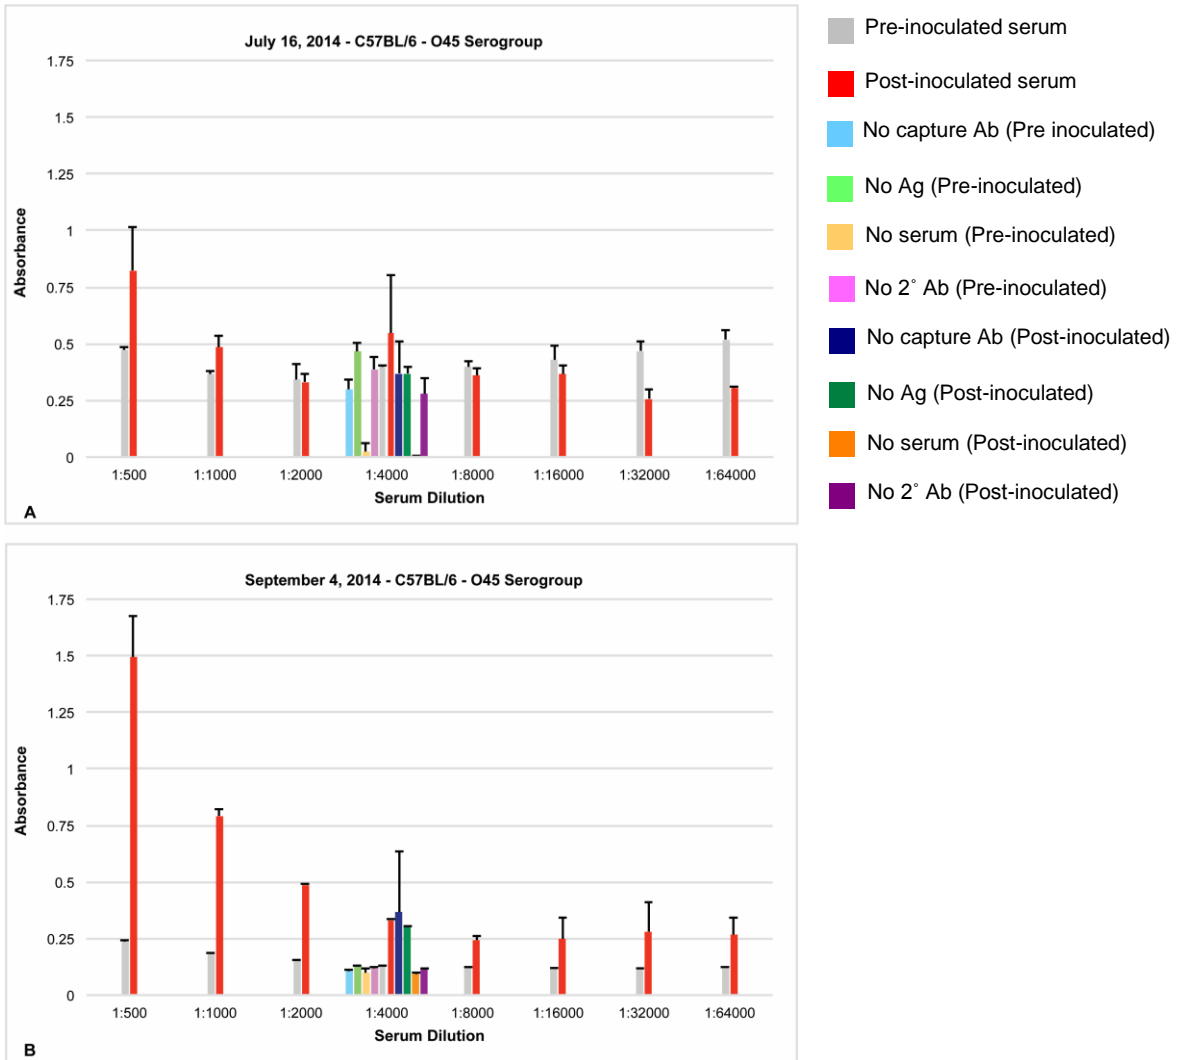 July 16, 2014 - C57BL/6 - O45 Serogroup
1.75
1.5
1.25
1
0.75
0.5
0.25
0
Absorbance
1:500
1:1000
1:2000
1:4000
1:8000
1:16000
1:32000
1:64000
Serum Dilution
A
Pre-inoculated serum
Post-inoculated serum
No capture Ab (Pre inoculated)
No Ag (Pre-inoculated)
No serum (Pre-inoculated)
No 2° Ab (Pre-inoculated)
No capture Ab (Post-inoculated)
No Ag (Post-inoculated)
No serum (Post-inoculated)
No 2° Ab (Post-inoculated)
September 4, 2014 - C57BL/6 - O45 Serogroup
1.75
1.5
1.25
1
0.75
0.5
0.25
0
Absorbance
1:500
1:1000
1:2000
1:4000
1:8000
1:16000
1:32000
1:64000
Serum Dilution
B